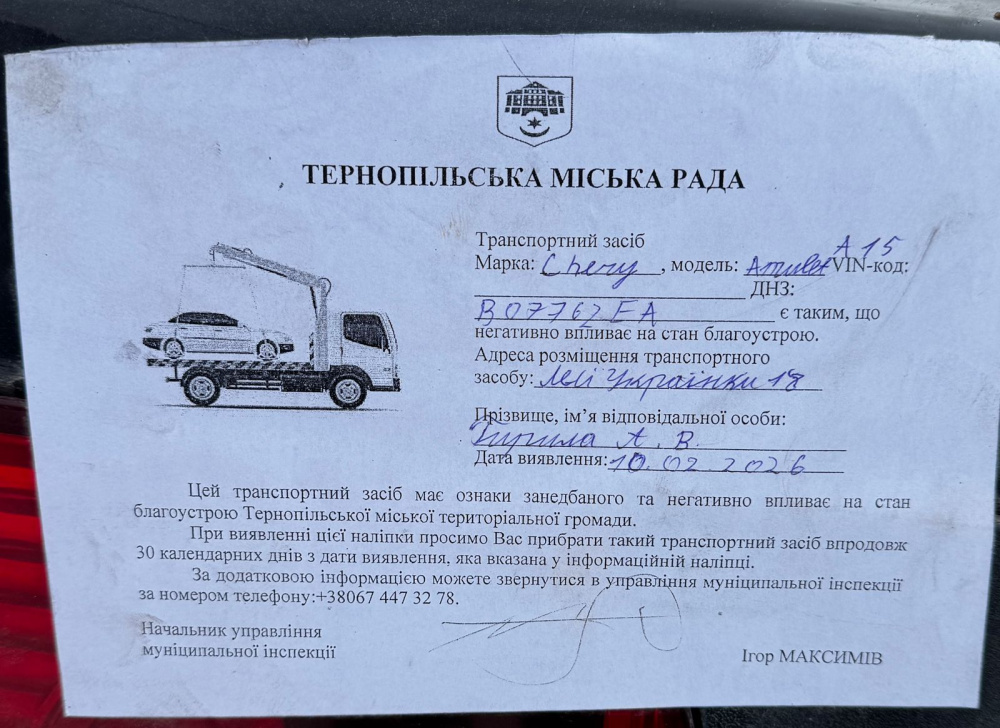 ТЕРНОПІЛЬСЬКА МІСЬКА РАДА
Транспортний засіб
А 15
Марка: Chery, модель: Amulet VIN-код:
ДНЗ:
ВО7762ЕА є таким, що
негативно впливає на стан благоустрою.
Адреса розміщення транспортного
засобу: Лесі Українки 18
Прізвище, ім’я відповідальної особи:
А. В.
Дата виявлення: 10.02.2026
Цей транспортний засіб має ознаки занедбаного та негативно впливає на стан
благоустрою Тернопільської міської територіальної громади.
При виявленні цієї наліпки просимо Вас прибрати такий транспортний засіб впродовж
30 календарних днів з дати виявлення, яка вказана у інформаційній наліпці.
За додатковою інформацією можете звернутися в управління муніципальної інспекції
за номером телефону:+38067 447 32 78.
Начальник управління
муніципальної інспекції
Ігор МАКСИМІВ